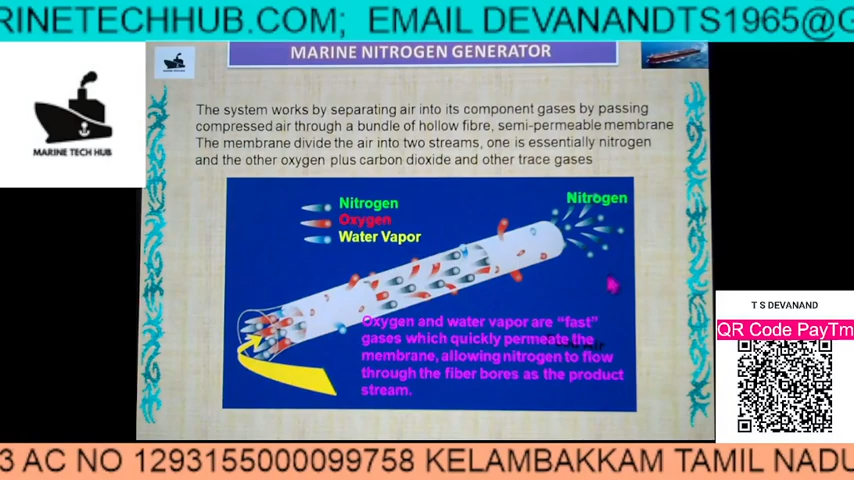 RINETECHHUB.COM; EMAIL DEVANANDTS1965@G
MARINE NITROGEN GENERATOR
MARINE TECH HUB
The system works by separating air into its component gases by passing
compressed air through a bundle of hollow fibre, semi-permeable membrane
The membrane divide the air into two streams, one is essentially nitrogen
and the other oxygen plus carbon dioxide and other trace gases
Nitrogen
Oxygen
Water Vapor
Nitrogen
Oxygen and water vapor are "fast"
gases which quickly permeate the
membrane, allowing nitrogen to flow
through the fiber bores as the product
stream.
Air
T S DEVANAND
QR Code PayTm
3 AC NO 1293155000099758 KELAMBAKKAM TAMIL NADU